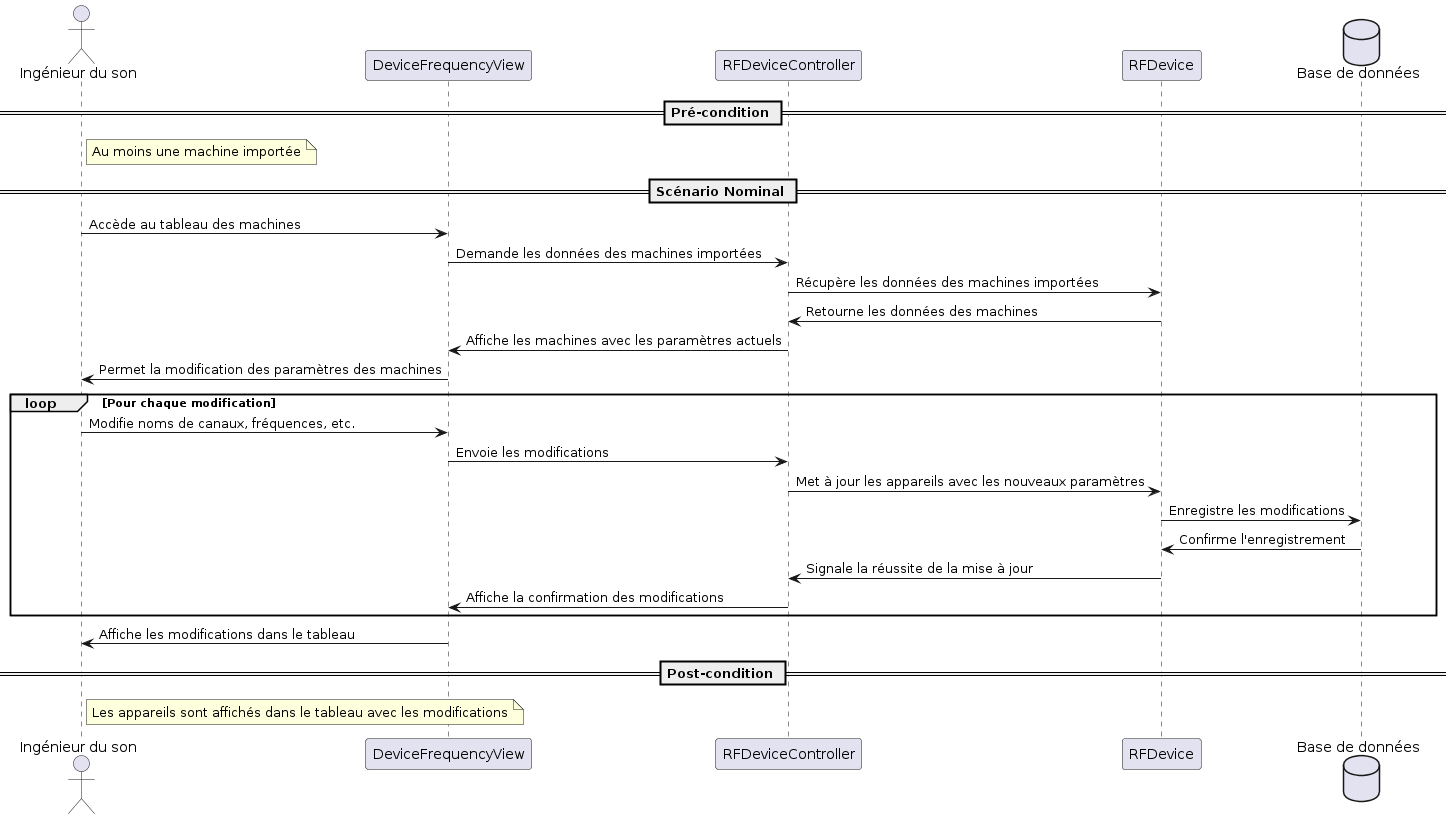 Ingénieur du son
DeviceFrequencyView
RFDeviceController
RFDevice
Base de données
Pré-condition
Au moins une machine importée
Scénario Nominal
Accède au tableau des machines
Demande les données des machines importées
Récupère les données des machines importées
Retourne les données des machines
Affiche les machines avec les paramètres actuels
Permet la modification des paramètres des machines
loop [Pour chaque modification]
Modifie noms de canaux, fréquences, etc.
Envoie les modifications
Met à jour les appareils avec les nouveaux paramètres
Enregistre les modifications
Confirme l'enregistrement
Signale la réussite de la mise à jour
Affiche la confirmation des modifications
Affiche les modifications dans le tableau
Post-condition
Les appareils sont affichés dans le tableau avec les modifications
Ingénieur du son
DeviceFrequencyView
RFDeviceController
RFDevice
Base de données